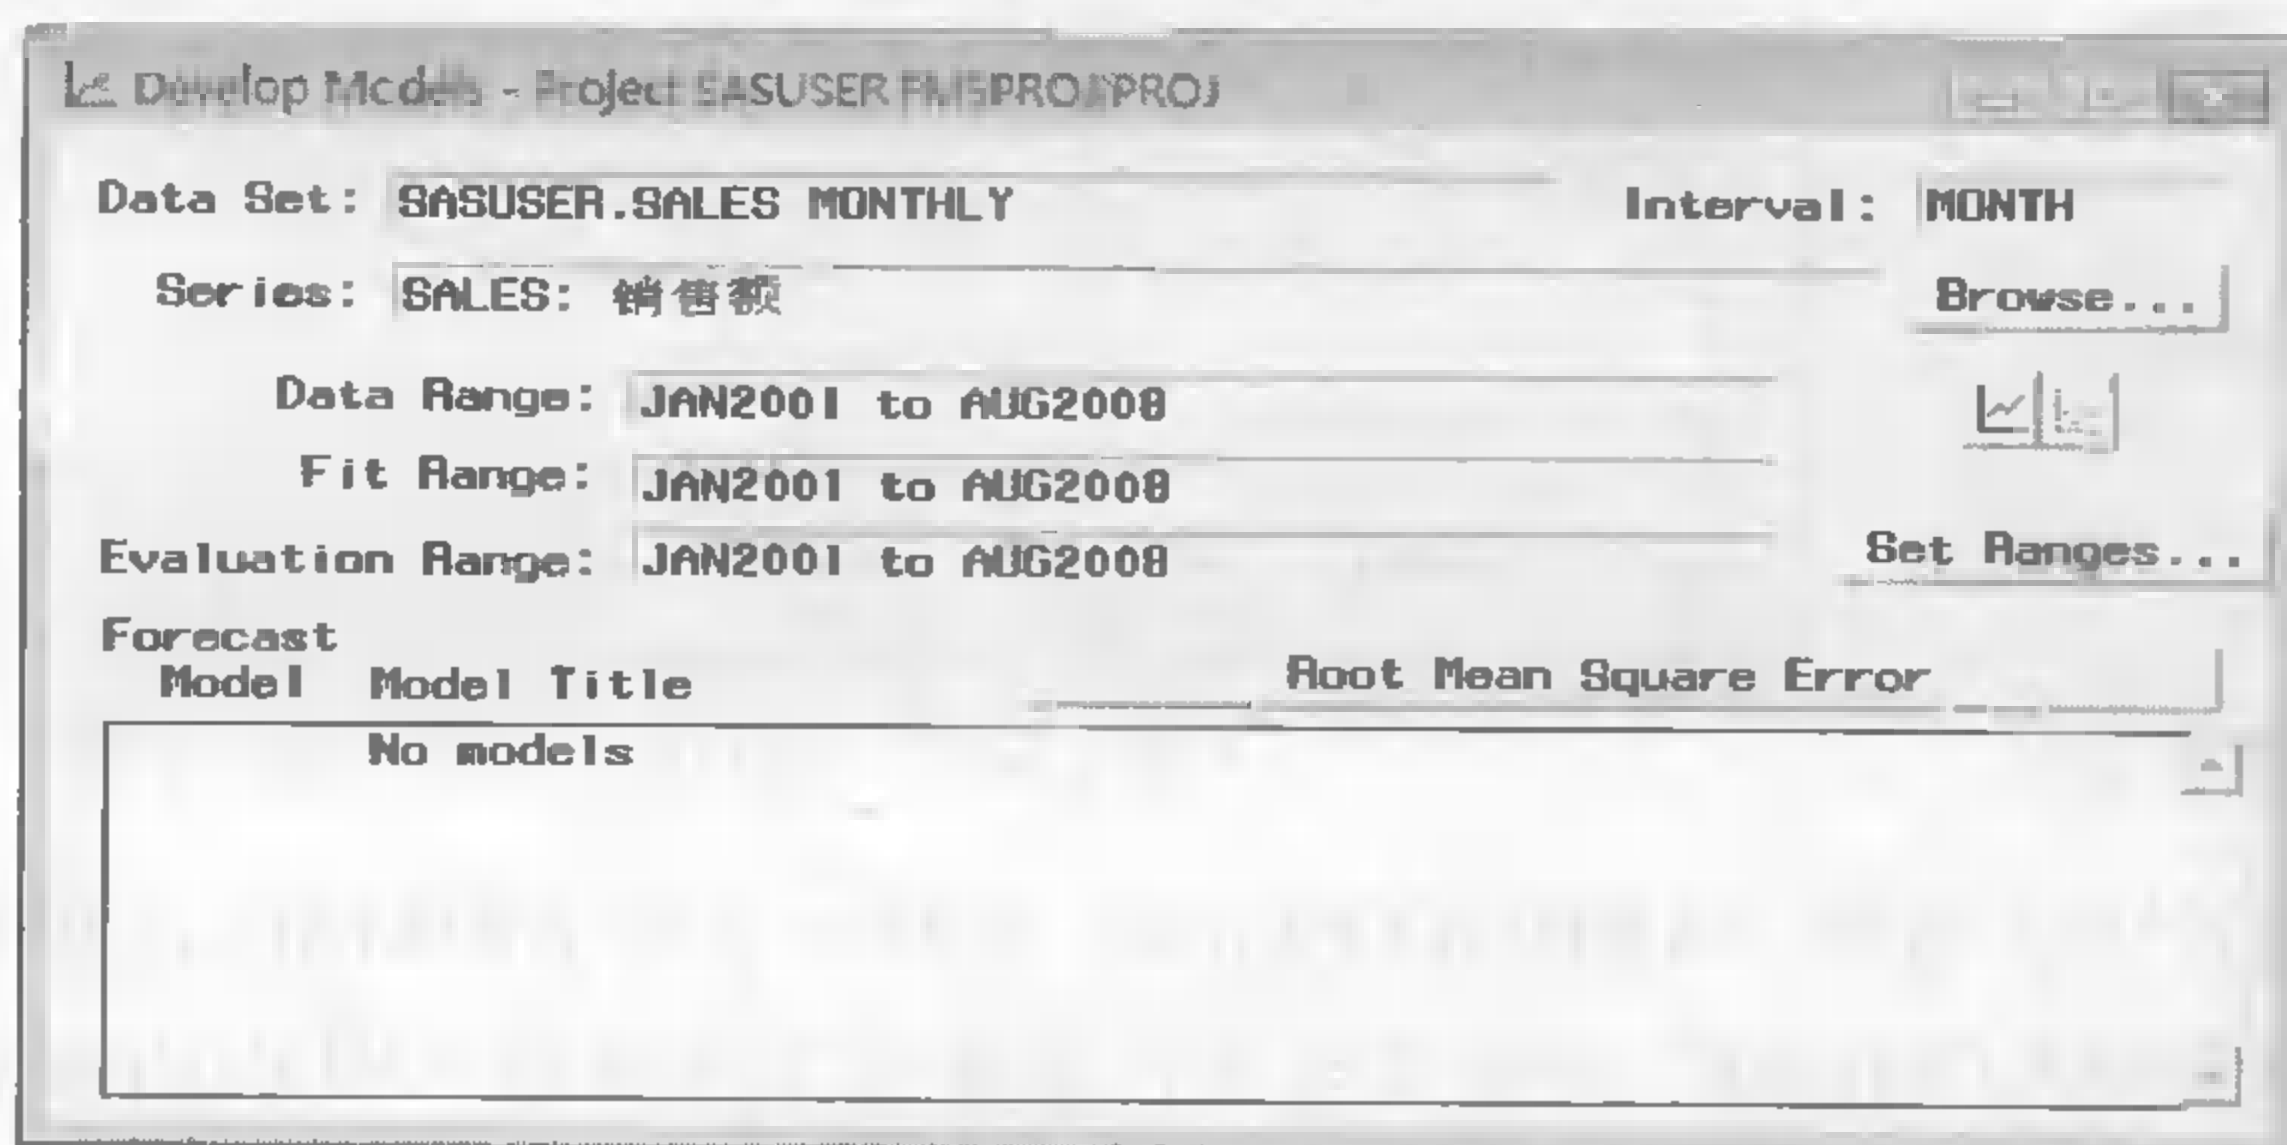 Develop Models - Project SASUSER.FMSPROJ.PROJ
Data Set: SASUSER.SALES MONTHLY Interval: MONTH
Series: SALES: 销售额 Browse...
Data Range: JAN2001 to AUG2008
Fit Range: JAN2001 to AUG2008
Evaluation Range: JAN2001 to AUG2008 Set Ranges...
Forecast
Model Model Title Root Mean Square Error
No models